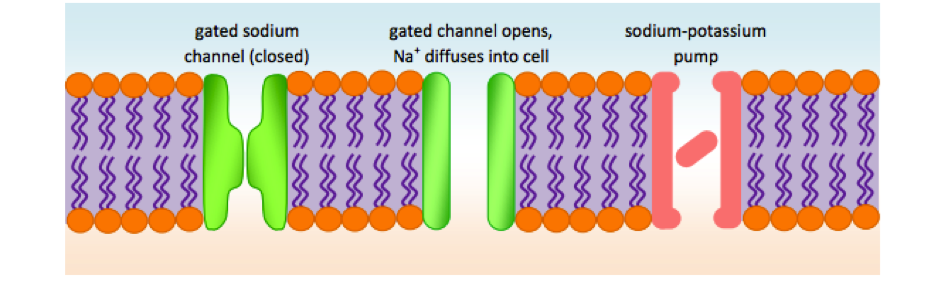 gated sodium
channel (closed)
gated channel opens,
Na⁺ diffuses into cell
sodium-potassium
pump